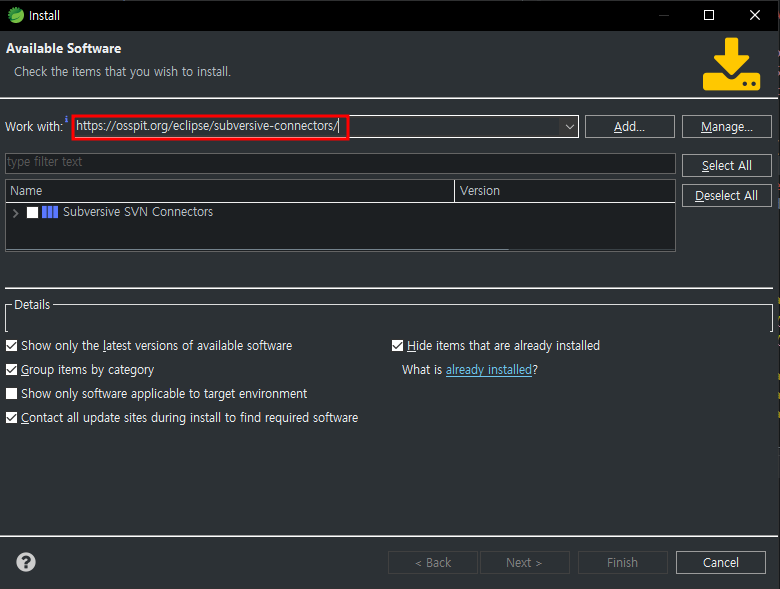 Install
Available Software
Check the items that you wish to install.
Work with: https://osspit.org/eclipse/subversive-connectors/ Add... Manage...
type filter text Select All
Name Version Deselect All
Subversive SVN Connectors
Details
Show only the latest versions of available software Hide items that are already installed
Group items by category What is already installed?
Show only software applicable to target environment
Contact all update sites during install to find required software
? < Back Next > Finish Cancel